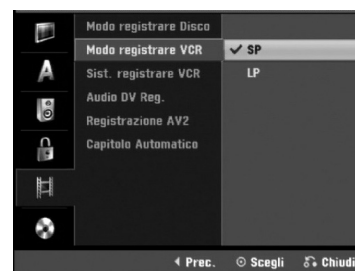 Modo registrare Disco
Modo registrare VCR
✓ SP
Sist. registrare VCR
LP
Audio DV Reg.
Registrazione AV2
Capitolo Automatico
A
Prec.
Scegli
Chiudi